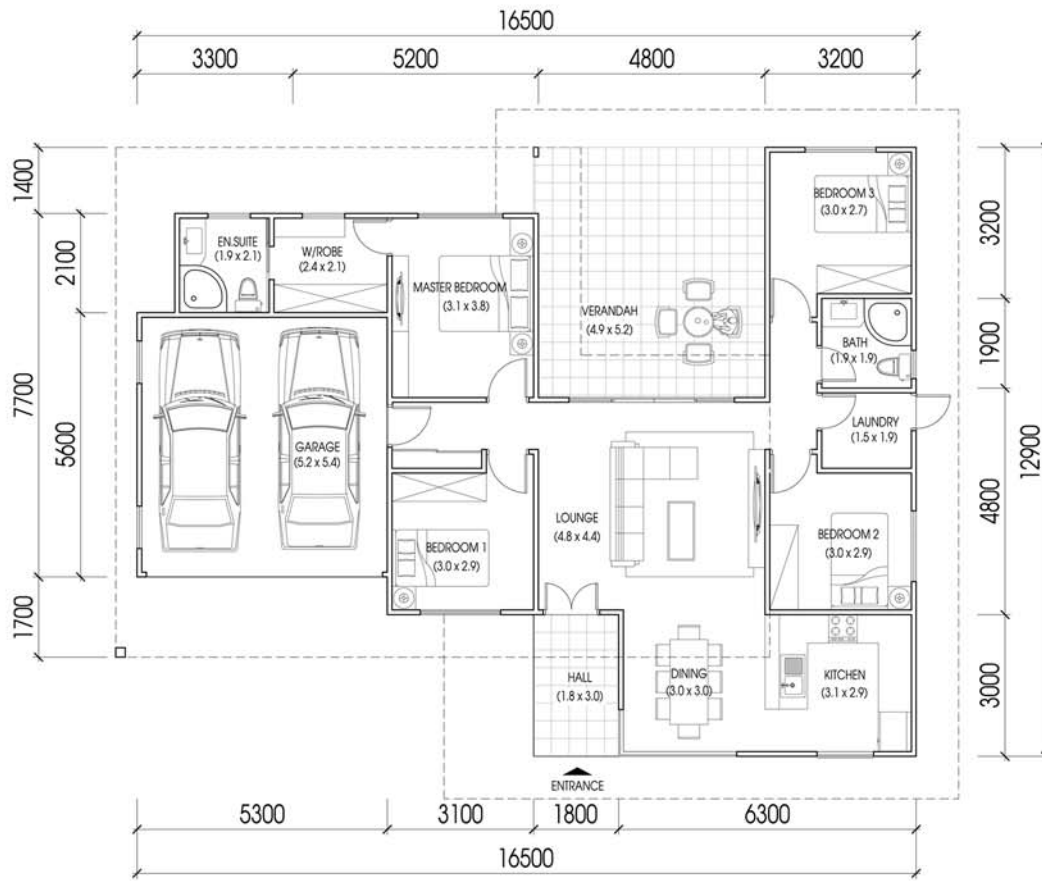 16500
3300
5200
4800
3200
1400
2100
7700
5600
1700
3200
1900
12900
4800
3000
BEDROOM 3
(3.0 x 2.7)
EN.SUITE
(1.9 x 2.1)
W/ROBE
(2.4 x 2.1)
MASTER BEDROOM
(3.1 x 3.8)
VERANDAH
(4.9 x 5.2)
BATH
(1.9 x 1.9)
LAUNDRY
(1.5 x 1.9)
GARAGE
(5.2 x 5.4)
LOUNGE
(4.8 x 4.4)
BEDROOM 1
(3.0 x 2.9)
BEDROOM 2
(3.0 x 2.9)
HALL
(1.8 x 3.0)
DINING
(3.0 x 3.0)
KITCHEN
(3.1 x 2.9)
ENTRANCE
5300
3100
1800
6300
16500